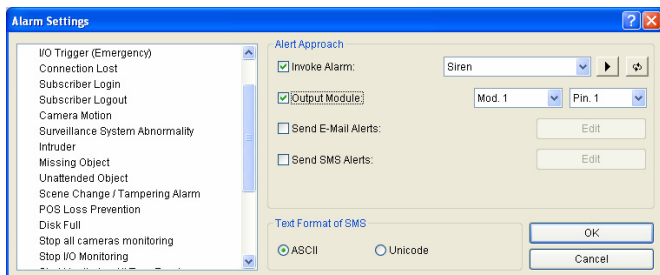 Alarm Settings
I/O Trigger (Emergency)
Connection Lost
Subscriber Login
Subscriber Logout
Camera Motion
Surveillance System Abnormality
Intruder
Missing Object
Unattended Object
Scene Change / Tampering Alarm
POS Loss Prevention
Disk Full
Stop all cameras monitoring
Stop I/O Monitoring
Alert Approach
Invoke Alarm: Siren
Output Module: Mod. 1 Pin. 1
Send E-Mail Alerts: Edit
Send SMS Alerts: Edit
Text Format of SMS
ASCII Unicode
OK
Cancel